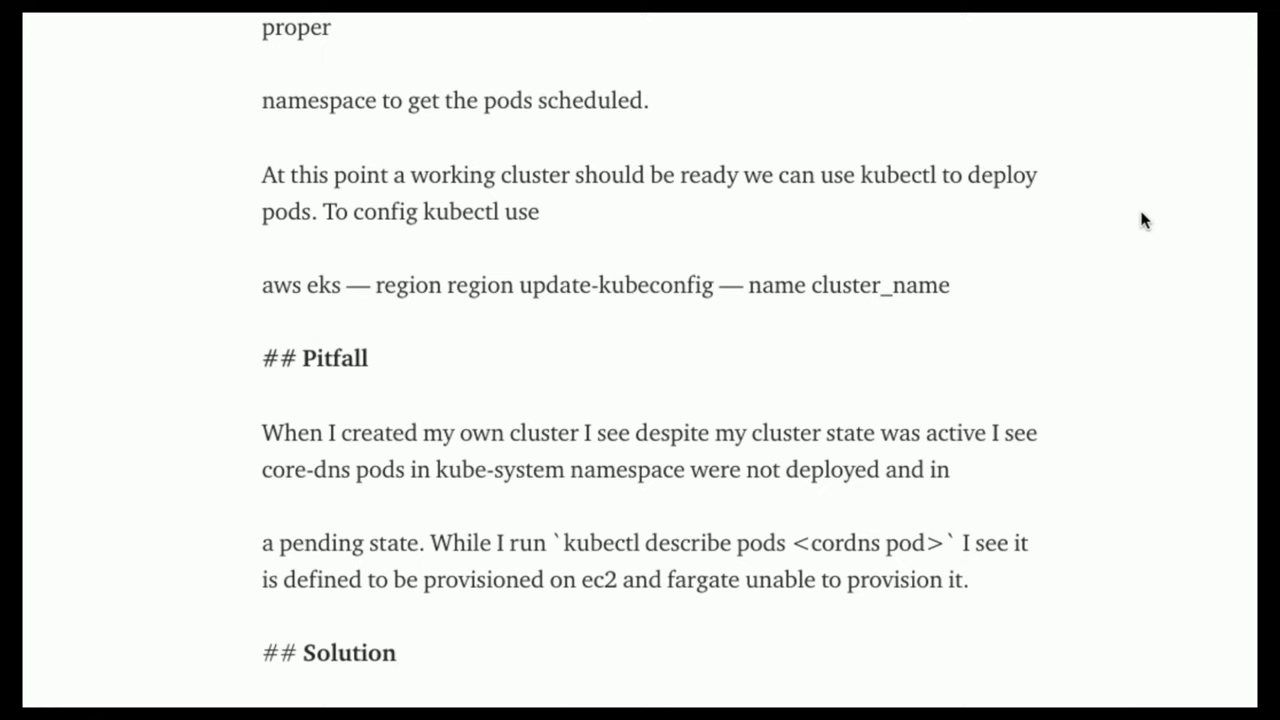 proper
namespace to get the pods scheduled.
At this point a working cluster should be ready we can use kubectl to deploy
pods. To config kubectl use
aws eks — region region update-kubeconfig — name cluster_name
## Pitfall
When I created my own cluster I see despite my cluster state was active I see
core-dns pods in kube-system namespace were not deployed and in
a pending state. While I run `kubectl describe pods <cordns pod>` I see it
is defined to be provisioned on ec2 and fargate unable to provision it.
## Solution